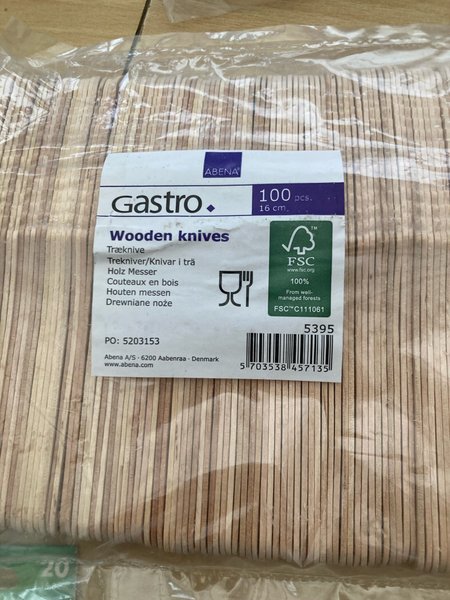 ABENA®
Gastro
100 pcs.
16 cm
Wooden knives
Træknive
Trekniver/Knivar i trä
Holz Messer
Couteaux en bois
Houten messen
Drewniane noże
PO: 5203153
Abena A/S · 6200 Aabenraa · Denmark
www.abena.com
™
FSC
www.fsc.org
100%
From well-
managed forests
FSC™C111061
5395
5 703538 457135
20